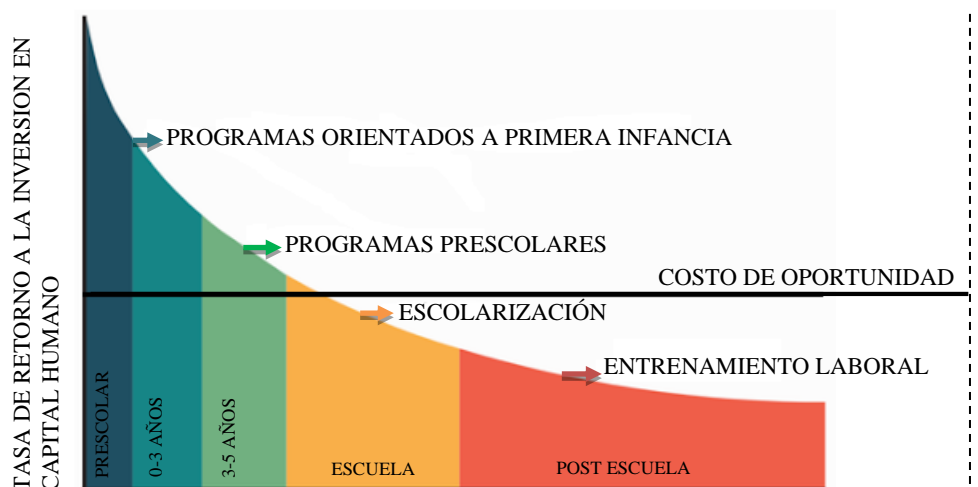 TASA DE RETORNO A LA INVERSION EN
CAPITAL HUMANO
PROGRAMAS ORIENTADOS A PRIMERA INFANCIA
PROGRAMAS PRESCOLARES
COSTO DE OPORTUNIDAD
ESCOLARIZACIÓN
ENTRENAMIENTO LABORAL
PRESCOLAR
0-3 AÑOS
3-5 AÑOS
ESCUELA
POST ESCUELA